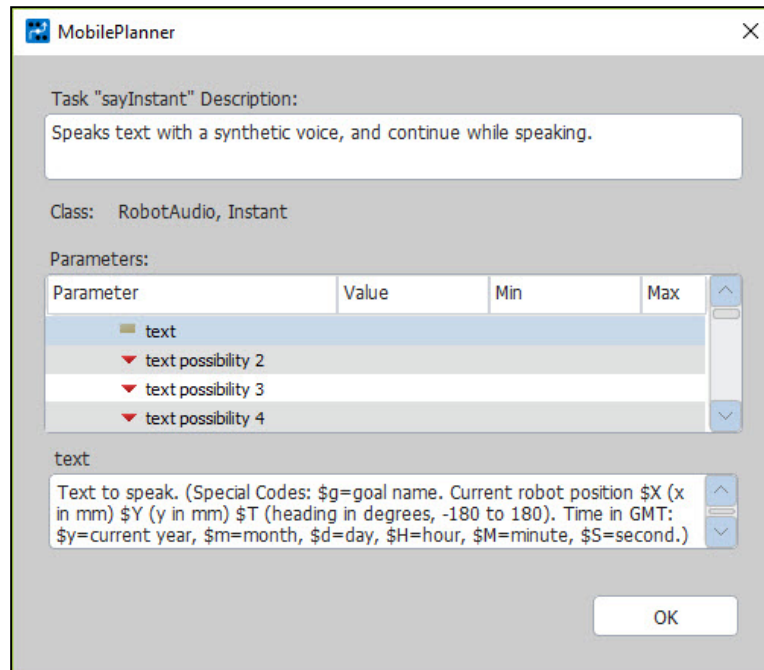 MobilePlanner
Task "sayInstant" Description:
Speaks text with a synthetic voice, and continue while speaking.
Class: RobotAudio, Instant
Parameters:
Parameter Value Min Max
text
text possibility 2
text possibility 3
text possibility 4
text
Text to speak. (Special Codes: $g=goal name. Current robot position $X (x
in mm) $Y (y in mm) $T (heading in degrees, -180 to 180). Time in GMT:
$y=current year, $m=month, $d=day, $H=hour, $M=minute, $S=second.)
OK